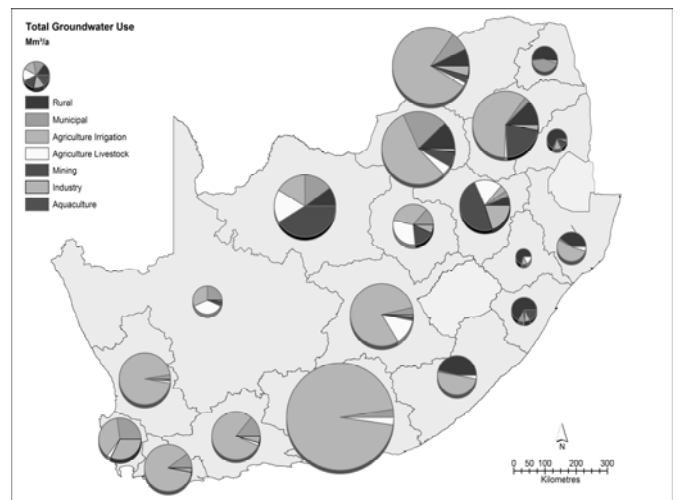 Total Groundwater Use
Mm³/a
Rural
Municipal
Agriculture Irrigation
Agriculture Livestock
Mining
Industry
Aquaculture
N
0 50 100 200 300
Kilometres